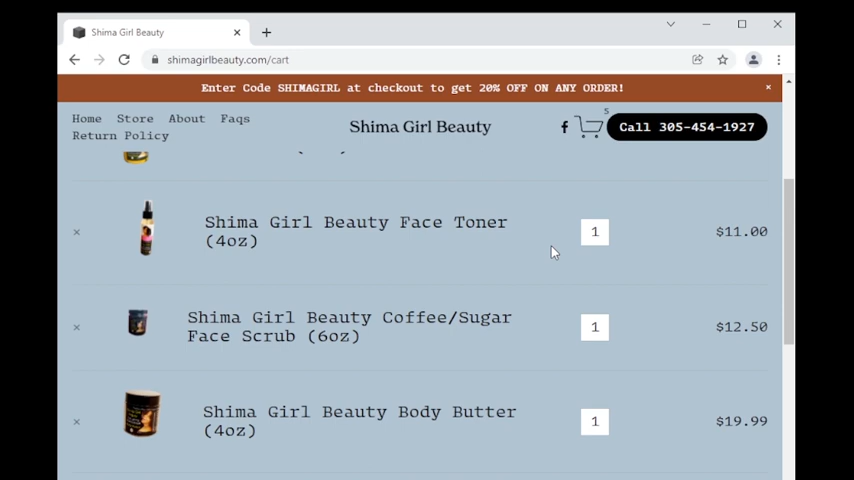 Shima Girl Beauty
shimagirlbeauty.com/cart
Enter Code SHIMAGIRL at checkout to get 20% OFF ON ANY ORDER!
Home Store About Faqs
Return Policy
Shima Girl Beauty
5
Call 305-454-1927
Shima Girl Beauty Face Toner
(4oz)
1
$11.00
Shima Girl Beauty Coffee/Sugar
Face Scrub (6oz)
1
$12.50
Shima Girl Beauty Body Butter
(4oz)
1
$19.99